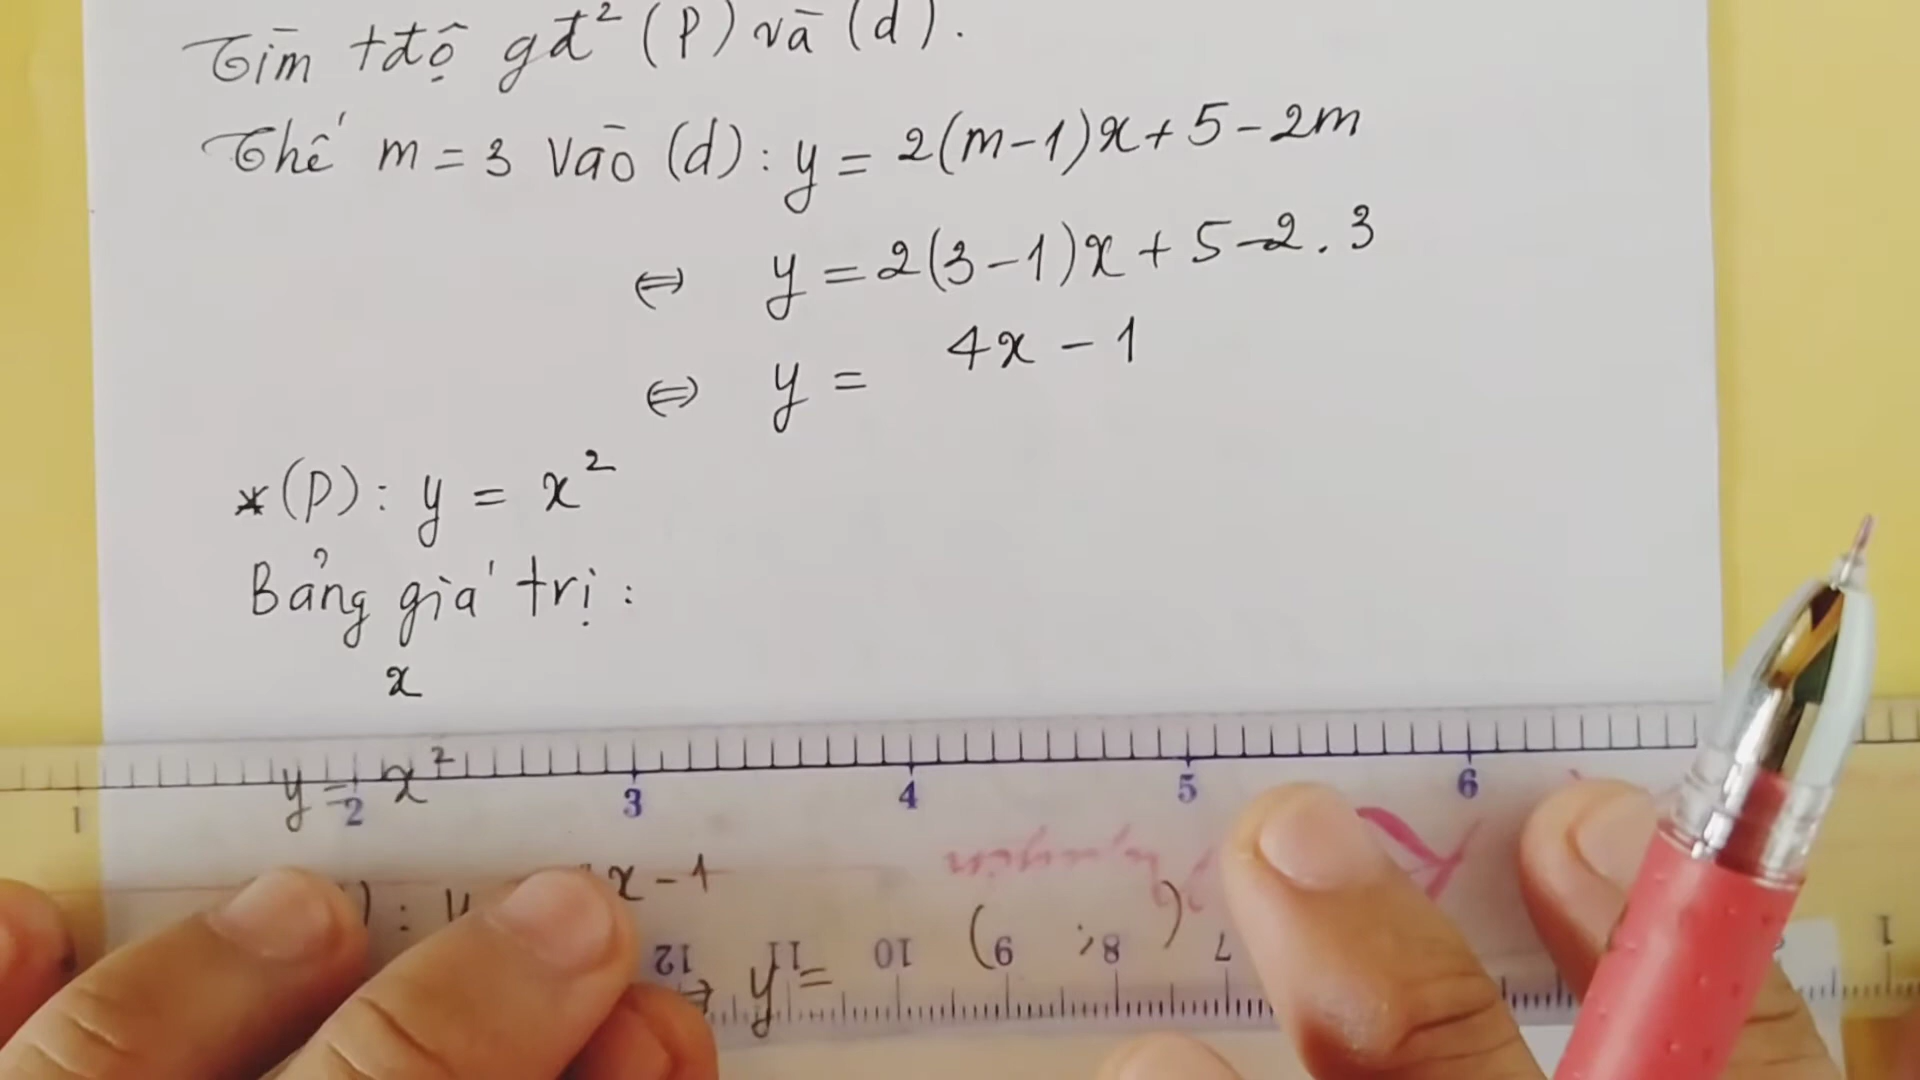 Tìm tđộ gđ² (P) và (d).
Thế m = 3 vào (d) : y = 2(m-1)x + 5 - 2m
⇔ y = 2(3-1)x + 5 - 2 . 3
⇔ y = 4x - 1
* (P) : y = x²
Bảng giá trị :
x
y = x²
1 2 3 4 5 6
) : y x - 1
y = ( ; )
12 11 10 9 8 7 1